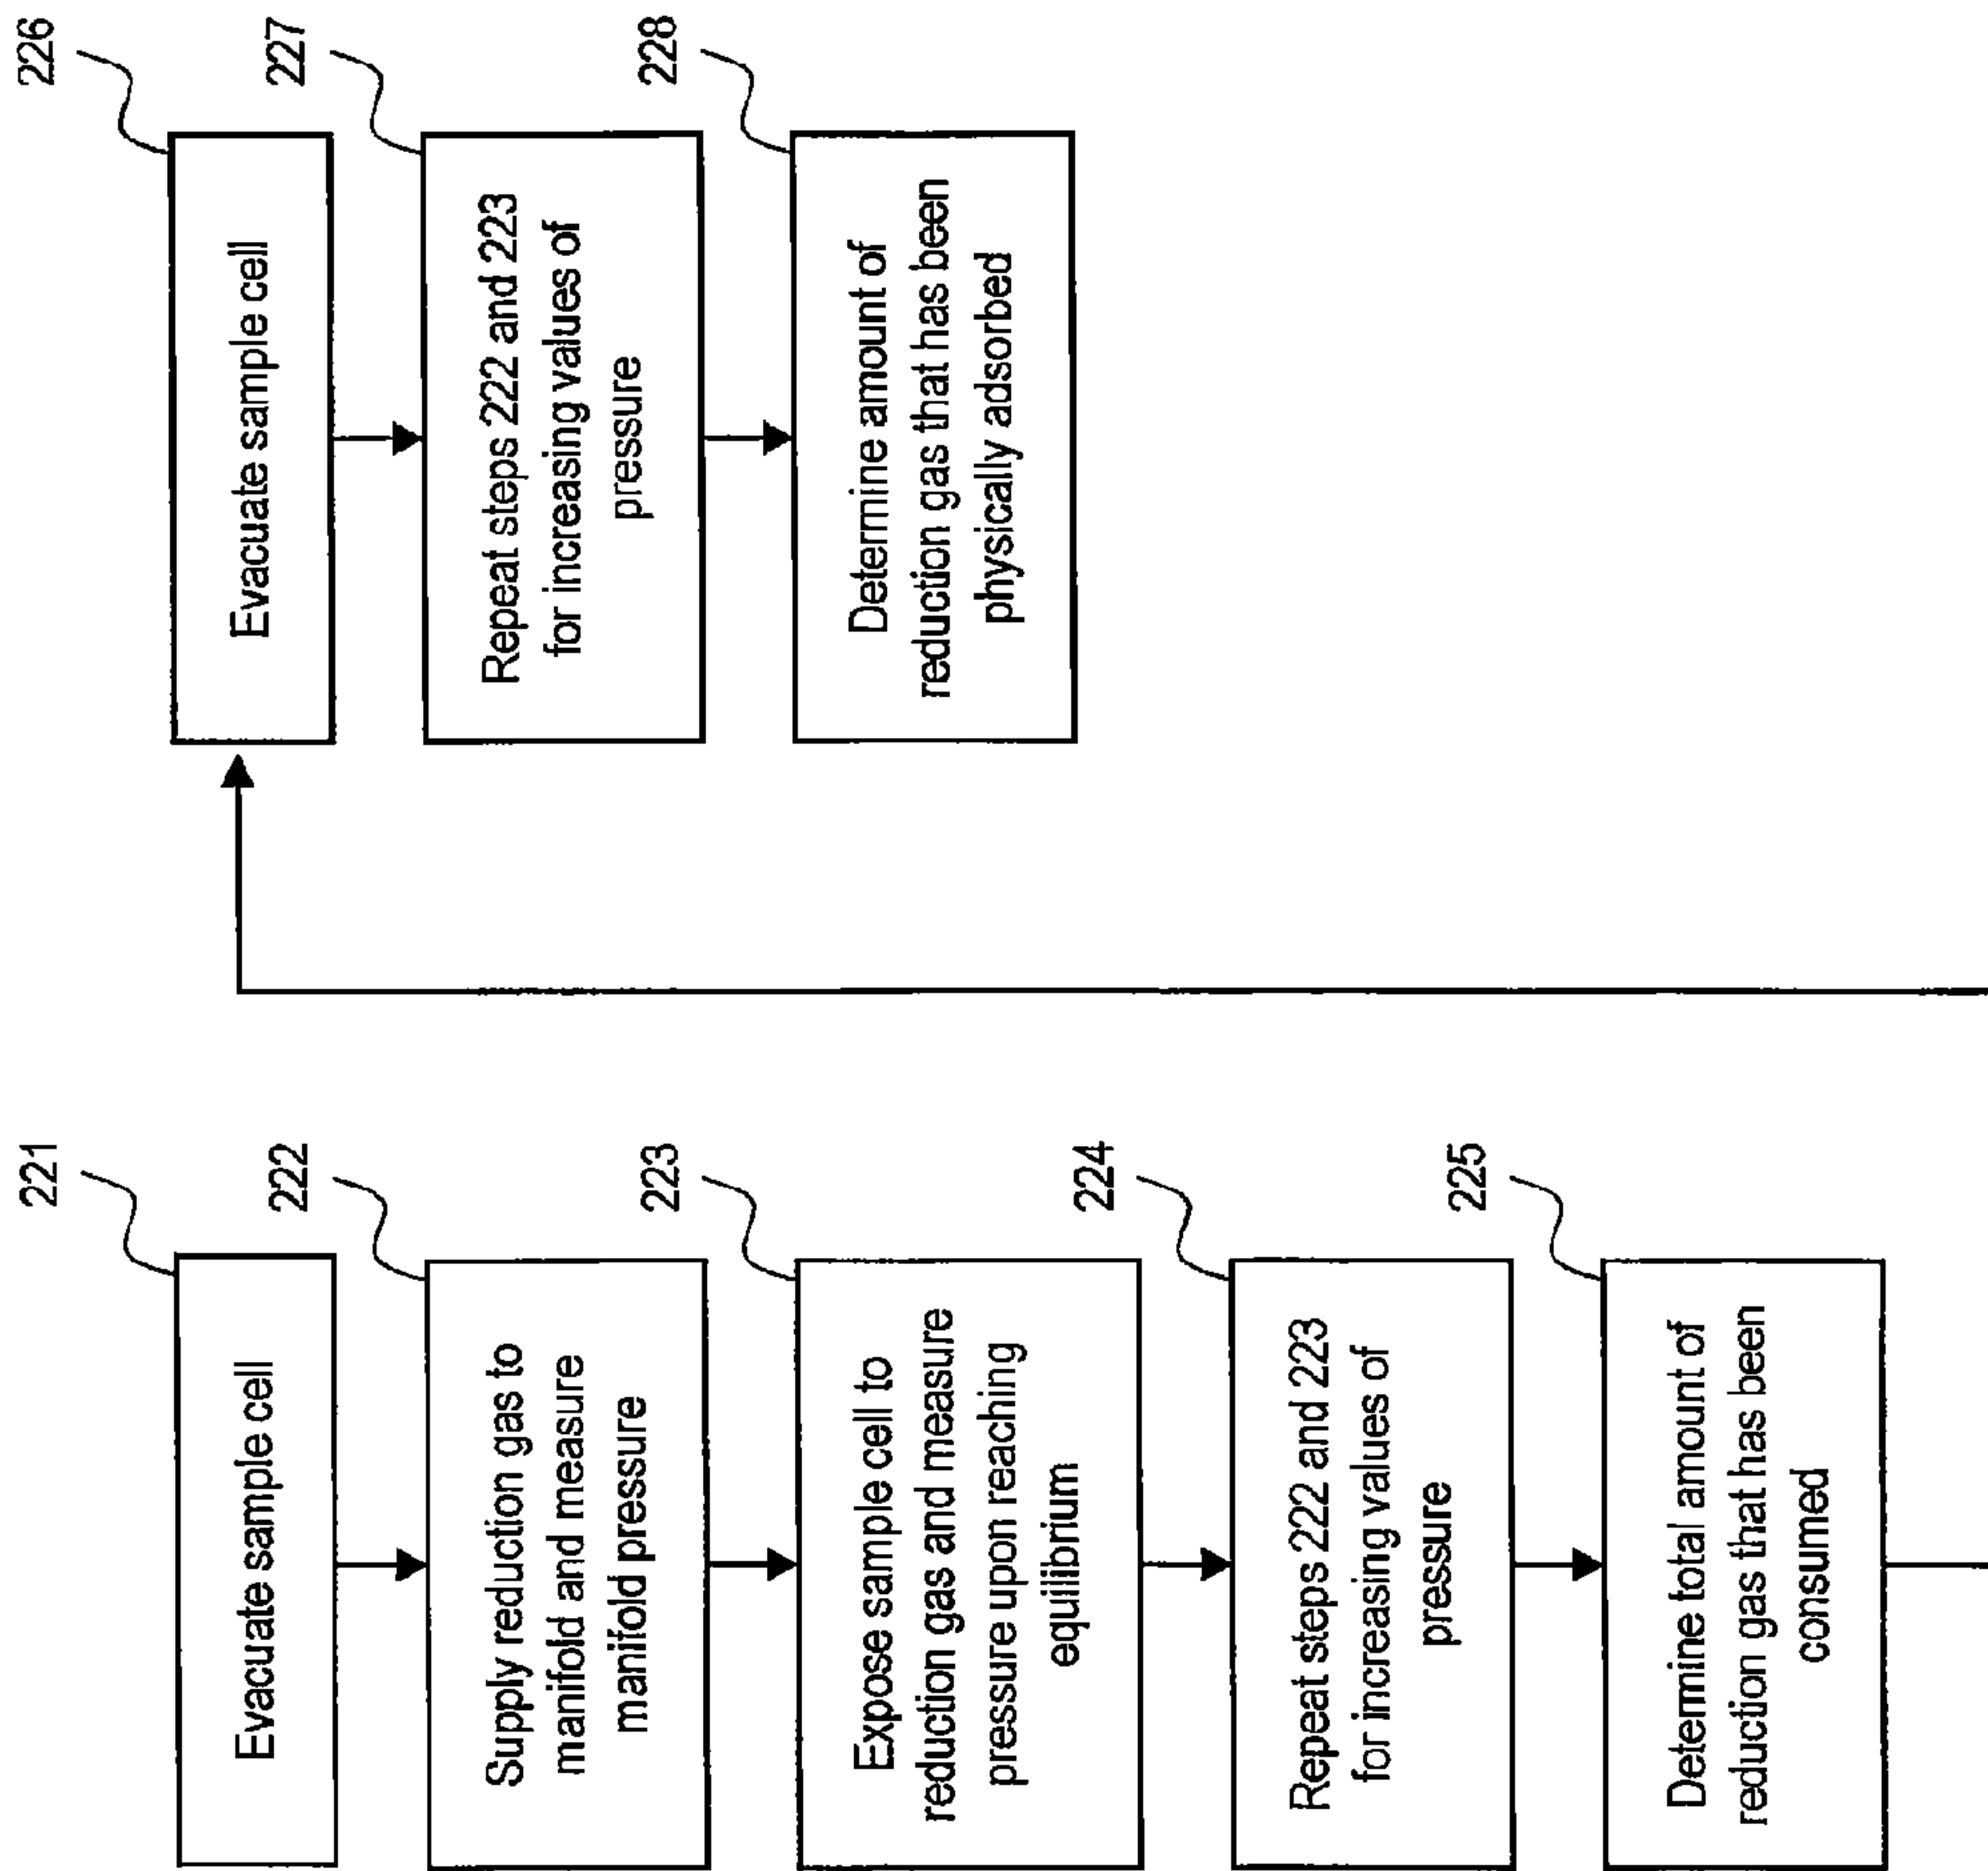 221
Evacuate sample cell
222
Supply reduction gas to
manifold and measure
manifold pressure
223
Expose sample cell to
reduction gas and measure
pressure upon reaching
equilibrium
224
Repeat steps 222 and 223
for increasing values of
pressure
225
Determine total amount of
reduction gas that has been
consumed
226
Evacuate sample cell
227
Repeat steps 222 and 223
for increasing values of
pressure
228
Determine amount of
reduction gas that has been
physically adsorbed